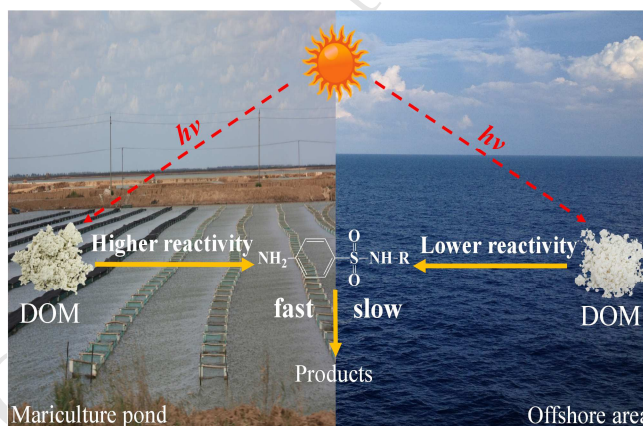 hν
hν
Higher reactivity
NH₂
O
S
O
NH-R
Lower reactivity
DOM
fast
slow
DOM
Products
Mariculture pond
Offshore area